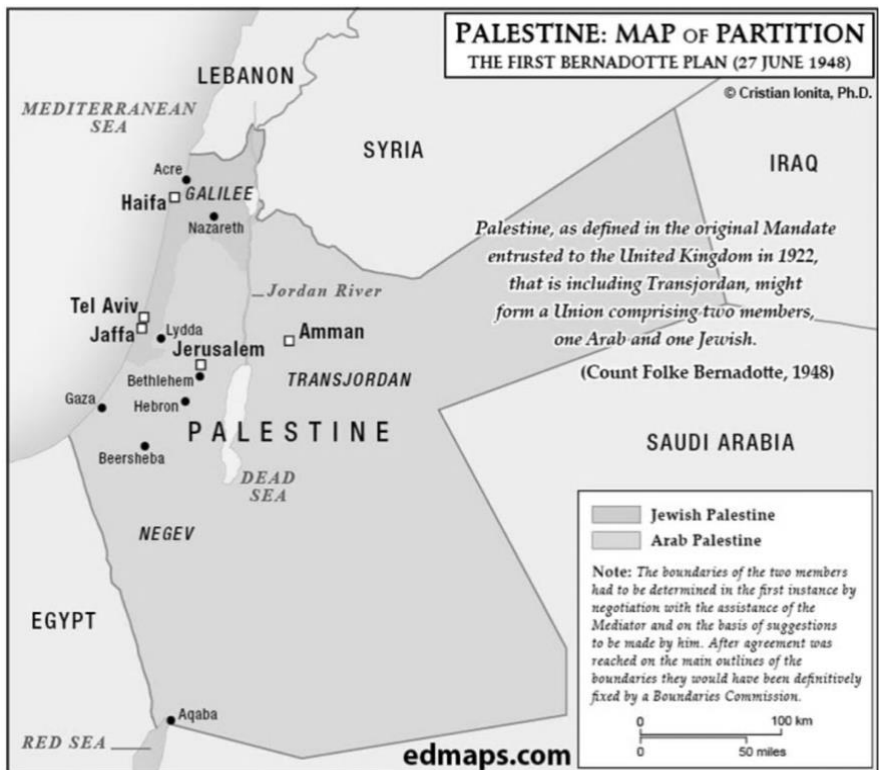 PALESTINE: MAP OF PARTITION
THE FIRST BERNADOTTE PLAN (27 JUNE 1948)
© Cristian Ionita, Ph.D.
LEBANON
MEDITERRANEAN
SEA
SYRIA
IRAQ
Acre
GALILEE
Haifa
Nazareth
Palestine, as defined in the original Mandate
entrusted to the United Kingdom in 1922,
that is including Transjordan, might
form a Union comprising two members,
one Arab and one Jewish.
(Count Folke Bernadotte, 1948)
Jordan River
Tel Aviv
Jaffa
Lydda
Amman
Jerusalem
Bethlehem
TRANSJORDAN
Gaza
Hebron
PALESTINE
SAUDI ARABIA
Beersheba
DEAD
SEA
NEGEV
EGYPT
Aqaba
RED SEA
Jewish Palestine
Arab Palestine
Note: The boundaries of the two members
had to be determined in the first instance by
negotiation with the assistance of the
Mediator and on the basis of suggestions
to be made by him. After agreement was
reached on the main outlines of the
boundaries they would have been definitively
fixed by a Boundaries Commission.
0 100 km
0 50 miles
edmaps.com